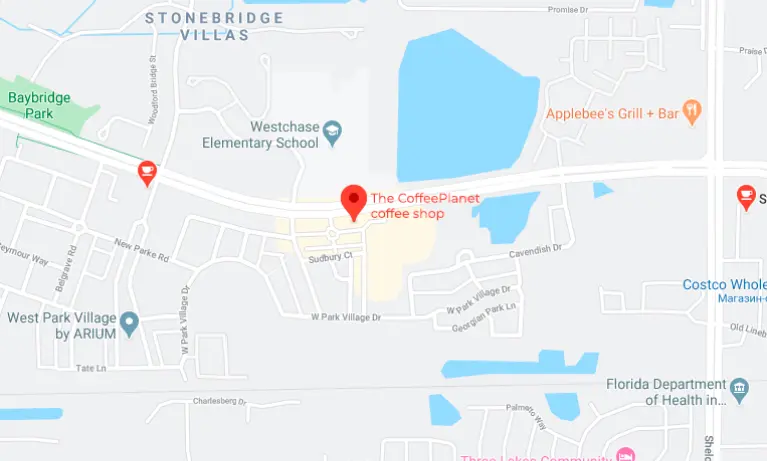 STONEBRIDGE
VILLAS
Promise Dr
Praise D
Baybridge
Park
Woodford Bridge St
Applebee's Grill + Bar
Westchase
Elementary School
The CoffeePlanet
coffee shop
S
New Parke Rd
Seymour Way
Belgrave Rd
Sudbury Ct
Cavendish Dr
W Park Village Dr
W Park Village Dr
Georgian Park Ln
W Park Village Dr
Costco Whole
Магазин-с
Old Lineb
West Park Village
by ARIUM
Tate Ln
Florida Department
of Health in...
Charlesberg Dr
Palmetto Way
Three Lakes Community
Sheld